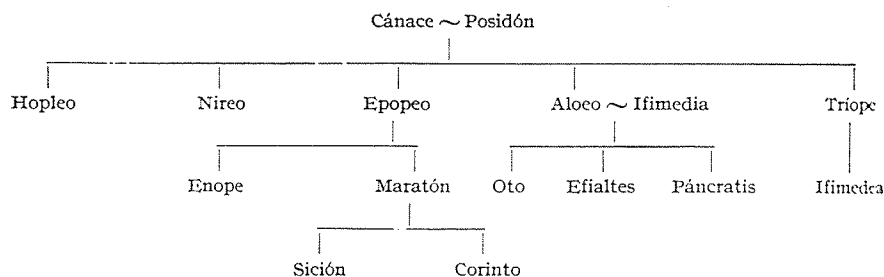 Cánace ~ Posidón
Hopleo Nireo Epopeo Aloeo ~ Ifimedia Tríope
Enope Maratón Oto Efialtes Páncratis Ifimedea
Sición Corinto